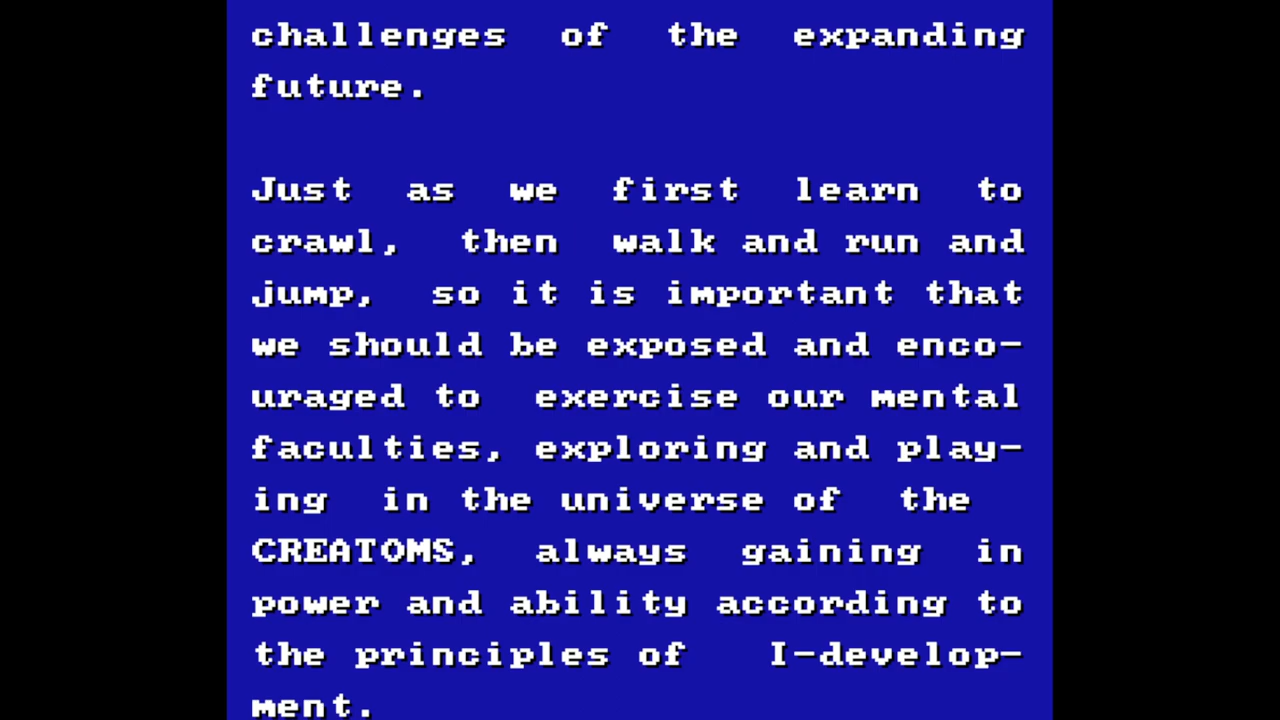 challenges of the expanding
future.
Just as we first learn to
crawl, then walk and run and
jump, so it is important that
we should be exposed and enco-
uraged to exercise our mental
faculties, exploring and play-
ing in the universe of the
CREATOMS, always gaining in
power and ability according to
the principles of I-develop-
ment.